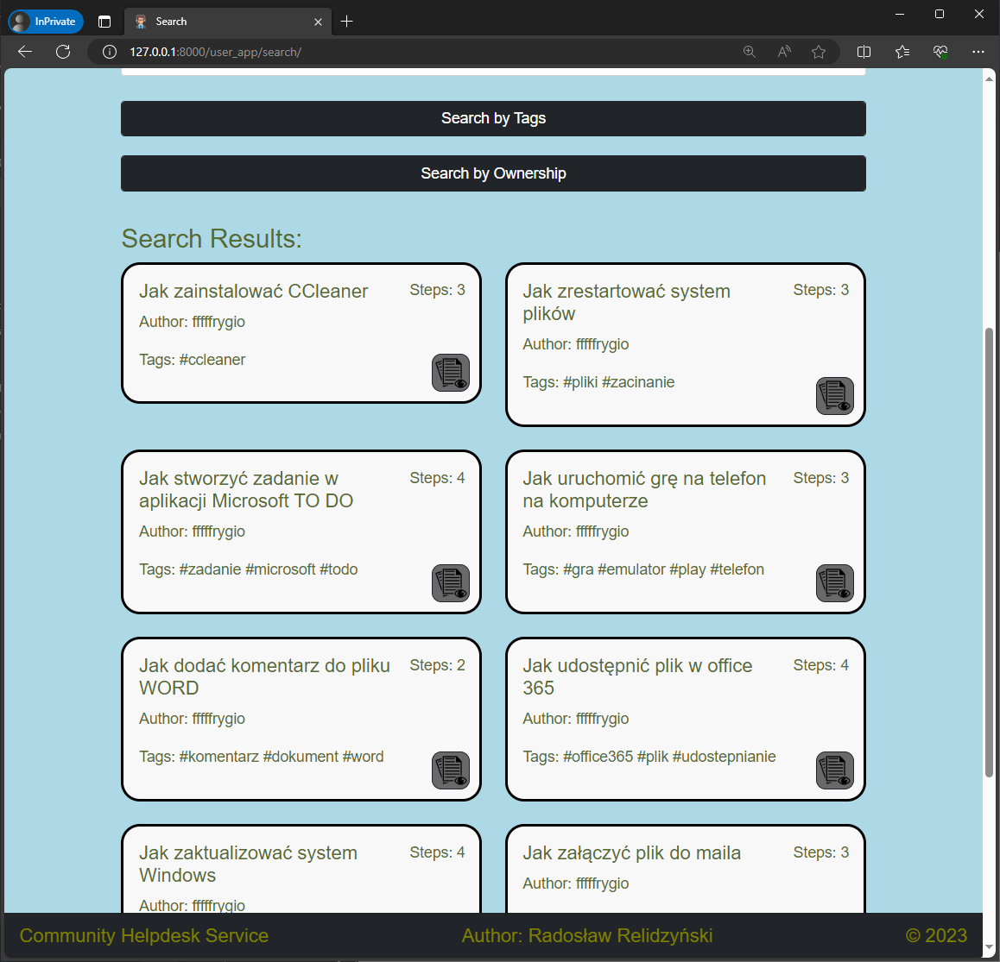 InPrivate
Search
127.0.0.1:8000/user_app/search/
Search by Tags
Search by Ownership
Search Results:
Jak zainstalować CCleaner
Steps: 3
Author: fffffrygio
Tags: #ccleaner
Jak zrestartować system
plików
Steps: 3
Author: fffffrygio
Tags: #pliki #zacinanie
Jak stworzyć zadanie w
aplikacji Microsoft TO DO
Steps: 4
Author: fffffrygio
Tags: #zadanie #microsoft #todo
Jak uruchomić grę na telefon
na komputerze
Steps: 3
Author: fffffrygio
Tags: #gra #emulator #play #telefon
Jak dodać komentarz do pliku
WORD
Steps: 2
Author: fffffrygio
Tags: #komentarz #dokument #word
Jak udostępnić plik w office
365
Steps: 4
Author: fffffrygio
Tags: #office365 #plik #udostepnianie
Jak zaktualizować system
Windows
Steps: 4
Author: fffffrygio
Jak załączyć plik do maila
Steps: 3
Author: fffffrygio
Community Helpdesk Service
Author: Radosław Relidzyński
© 2023